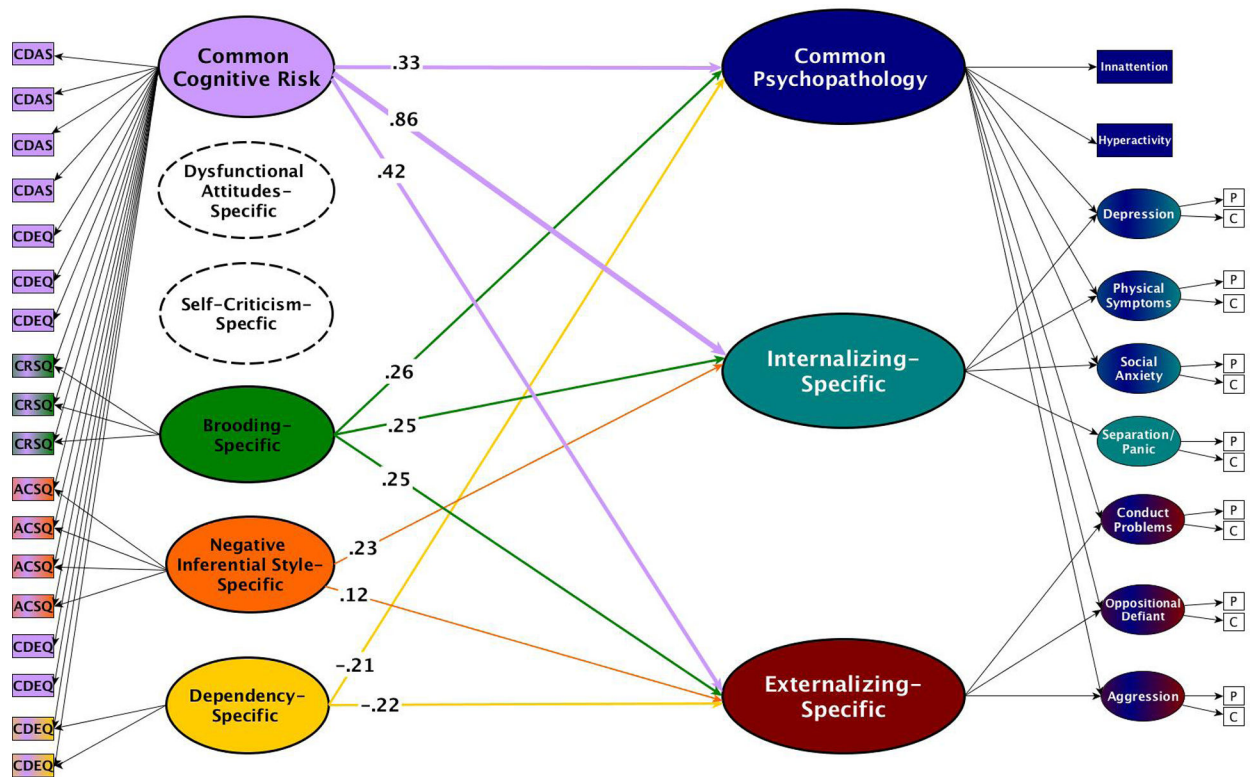 CDAS
CDAS
CDAS
CDAS
CDEQ
CDEQ
CDEQ
CRSQ
CRSQ
CRSQ
ACSQ
ACSQ
ACSQ
ACSQ
CDEQ
CDEQ
CDEQ
CDEQ
Common
Cognitive Risk
Dysfunctional
Attitudes-
Specific
Self-Criticism-
Specfic
Brooding-
Specific
Negative
Inferential Style-
Specific
Dependency-
Specific
.33
.86
.42
.26
.25
.25
.23
.12
-.21
-.22
Common
Psychopathology
Internalizing-
Specific
Externalizing-
Specific
Innattention
Hyperactivity
Depression
P
C
Physical
Symptoms
P
C
Social
Anxiety
P
C
Separation/
Panic
P
C
Conduct
Problems
P
C
Oppositional
Defiant
P
C
Aggression
P
C